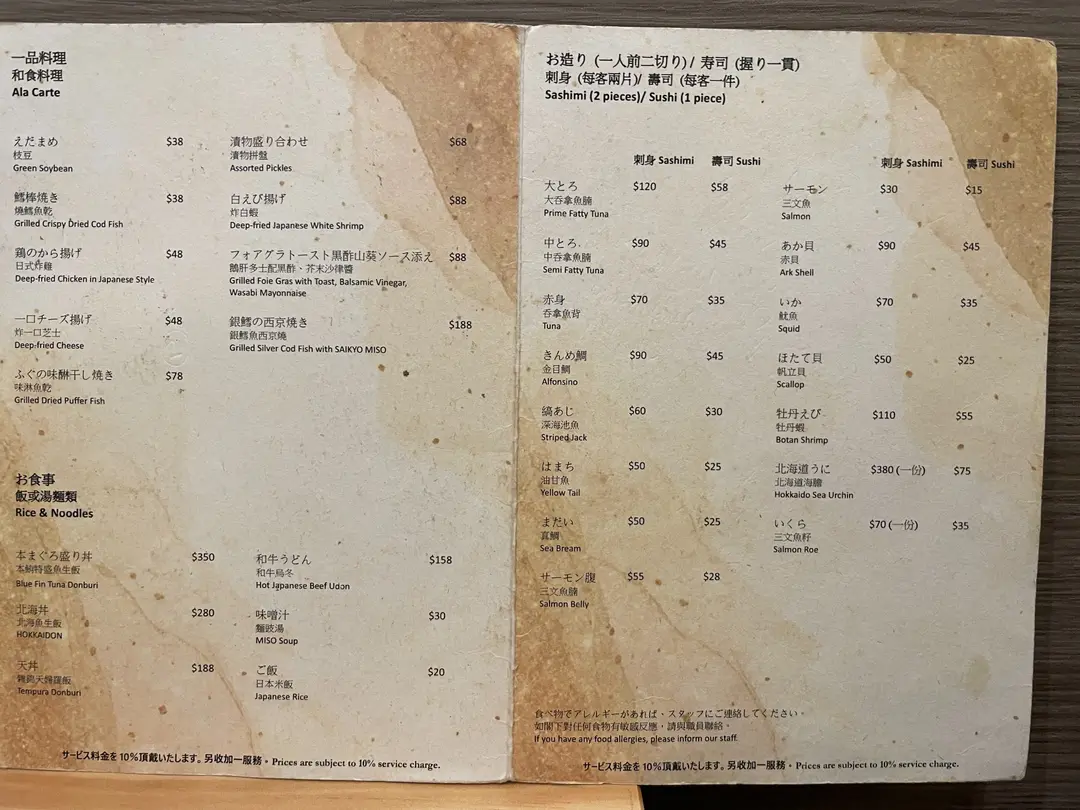 一品料理
和食料理
Ala Carte
えだまめ $38
枝豆
Green Soybean
鱈棒焼き $38
燒鱈魚乾
Grilled Crispy Dried Cod Fish
鶏のから揚げ $48
日式炸雞
Deep-fried Chicken in Japanese Style
一口チーズ揚げ $48
炸一口芝士
Deep-fried Cheese
ふぐの味醂干し焼き $78
味淋魚乾
Grilled Dried Puffer Fish
漬物盛り合わせ $68
漬物拼盤
Assorted Pickles
白えび揚げ $88
炸白蝦
Deep-fried Japanese White Shrimp
フォアグラトースト黒酢山葵ソース添え $88
鵝肝多士配黑醋、芥末沙律醬
Grilled Foie Gras with Toast, Balsamic Vinegar,
Wasabi Mayonnaise
銀鱈の西京焼き $188
銀鱈魚西京燒
Grilled Silver Cod Fish with SAIKYO MISO
お食事
飯或湯麵類
Rice & Noodles
本まぐろ盛り丼 $350
本鮪特盛魚生飯
Blue Fin Tuna Donburi
北海丼 $280
北海魚生飯
HOKKAIDON
天丼 $188
雜錦天婦羅飯
Tempura Donburi
和牛うどん $158
和牛烏冬
Hot Japanese Beef Udon
味噌汁 $30
麵豉湯
MISO Soup
ご飯 $20
日本米飯
Japanese Rice
サービス料金を10%頂戴いたします。另收加一服務。Prices are subject to 10% service charge.
お造り (一人前二切り) / 寿司 (握り一貫)
刺身 (每客兩片)/ 壽司 (每客一件)
Sashimi (2 pieces)/ Sushi (1 piece)
刺身 Sashimi 壽司 Sushi
大とろ $120 $58
大吞拿魚腩
Prime Fatty Tuna
中とろ $90 $45
中吞拿魚腩
Semi Fatty Tuna
赤身 $70 $35
吞拿魚背
Tuna
きんめ鯛 $90 $45
金目鯛
Alfonsino
縞あじ $60 $30
深海池魚
Striped Jack
はまち $50 $25
油甘魚
Yellow Tail
まだい $50 $25
真鯛
Sea Bream
サーモン腹 $55 $28
三文魚腩
Salmon Belly
刺身 Sashimi 壽司 Sushi
サーモン $30 $15
三文魚
Salmon
あか貝 $90 $45
赤貝
Ark Shell
いか $70 $35
魷魚
Squid
ほたて貝 $50 $25
帆立貝
Scallop
牡丹えび $110 $55
牡丹蝦
Botan Shrimp
北海道うに $380 (一份) $75
北海道海膽
Hokkaido Sea Urchin
いくら $70 (一份) $35
三文魚籽
Salmon Roe
食べ物でアレルギーがあれば、スタッフにご連絡してください。
如閣下對任何食物有敏感反應，請與職員聯絡。
If you have any food allergies, please inform our staff.
サービス料金を10%頂戴いたします。另收加一服務。Prices are subject to 10% service charge.